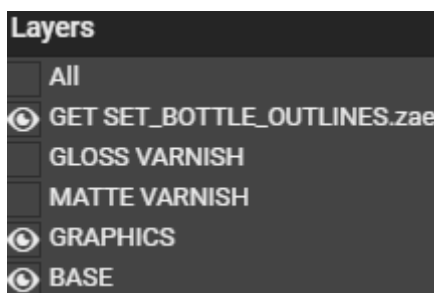 Layers
All
GET SET_BOTTLE_OUTLINES.zae
GLOSS VARNISH
MATTE VARNISH
GRAPHICS
BASE